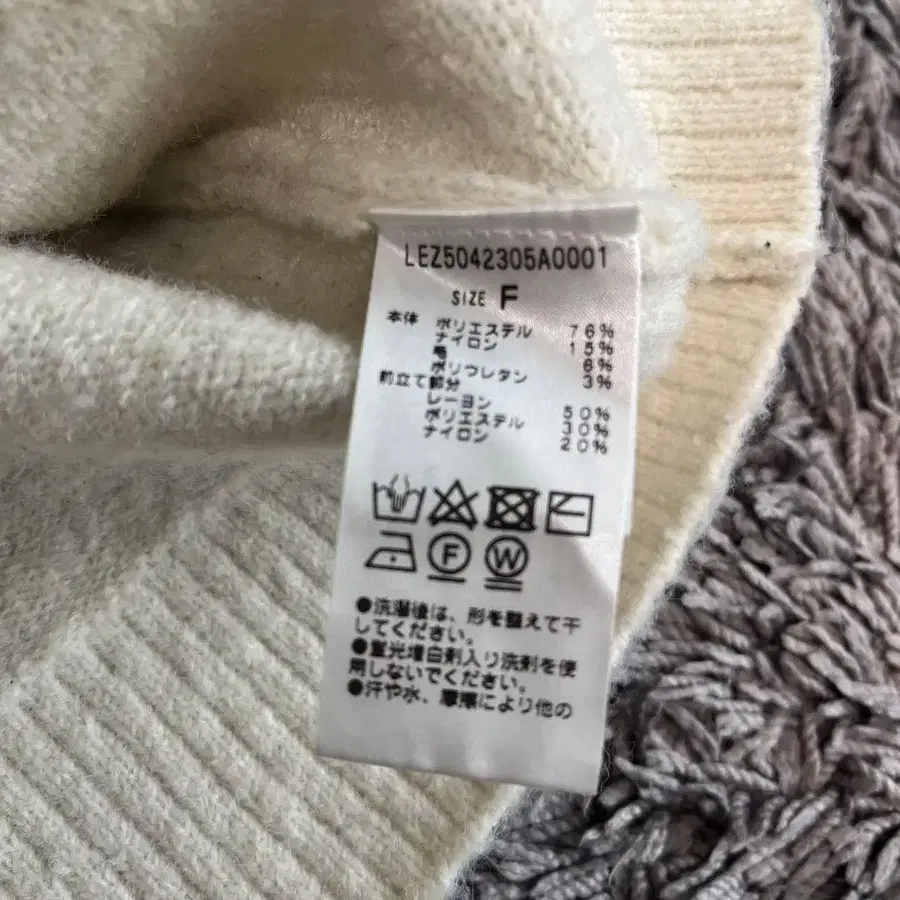 LEZ5042305A0001
SIZE F
本体 ポリエステル 76%
ナイロン 15%
毛 6%
ポリウレタン 3%
前立て部分
レーヨン 50%
ポリエステル 30%
ナイロン 20%
F W
●洗濯後は、形を整えて干
してください。
●蛍光増白剤入り洗剤を使
用しないでください。
●汗や水、摩擦により他の